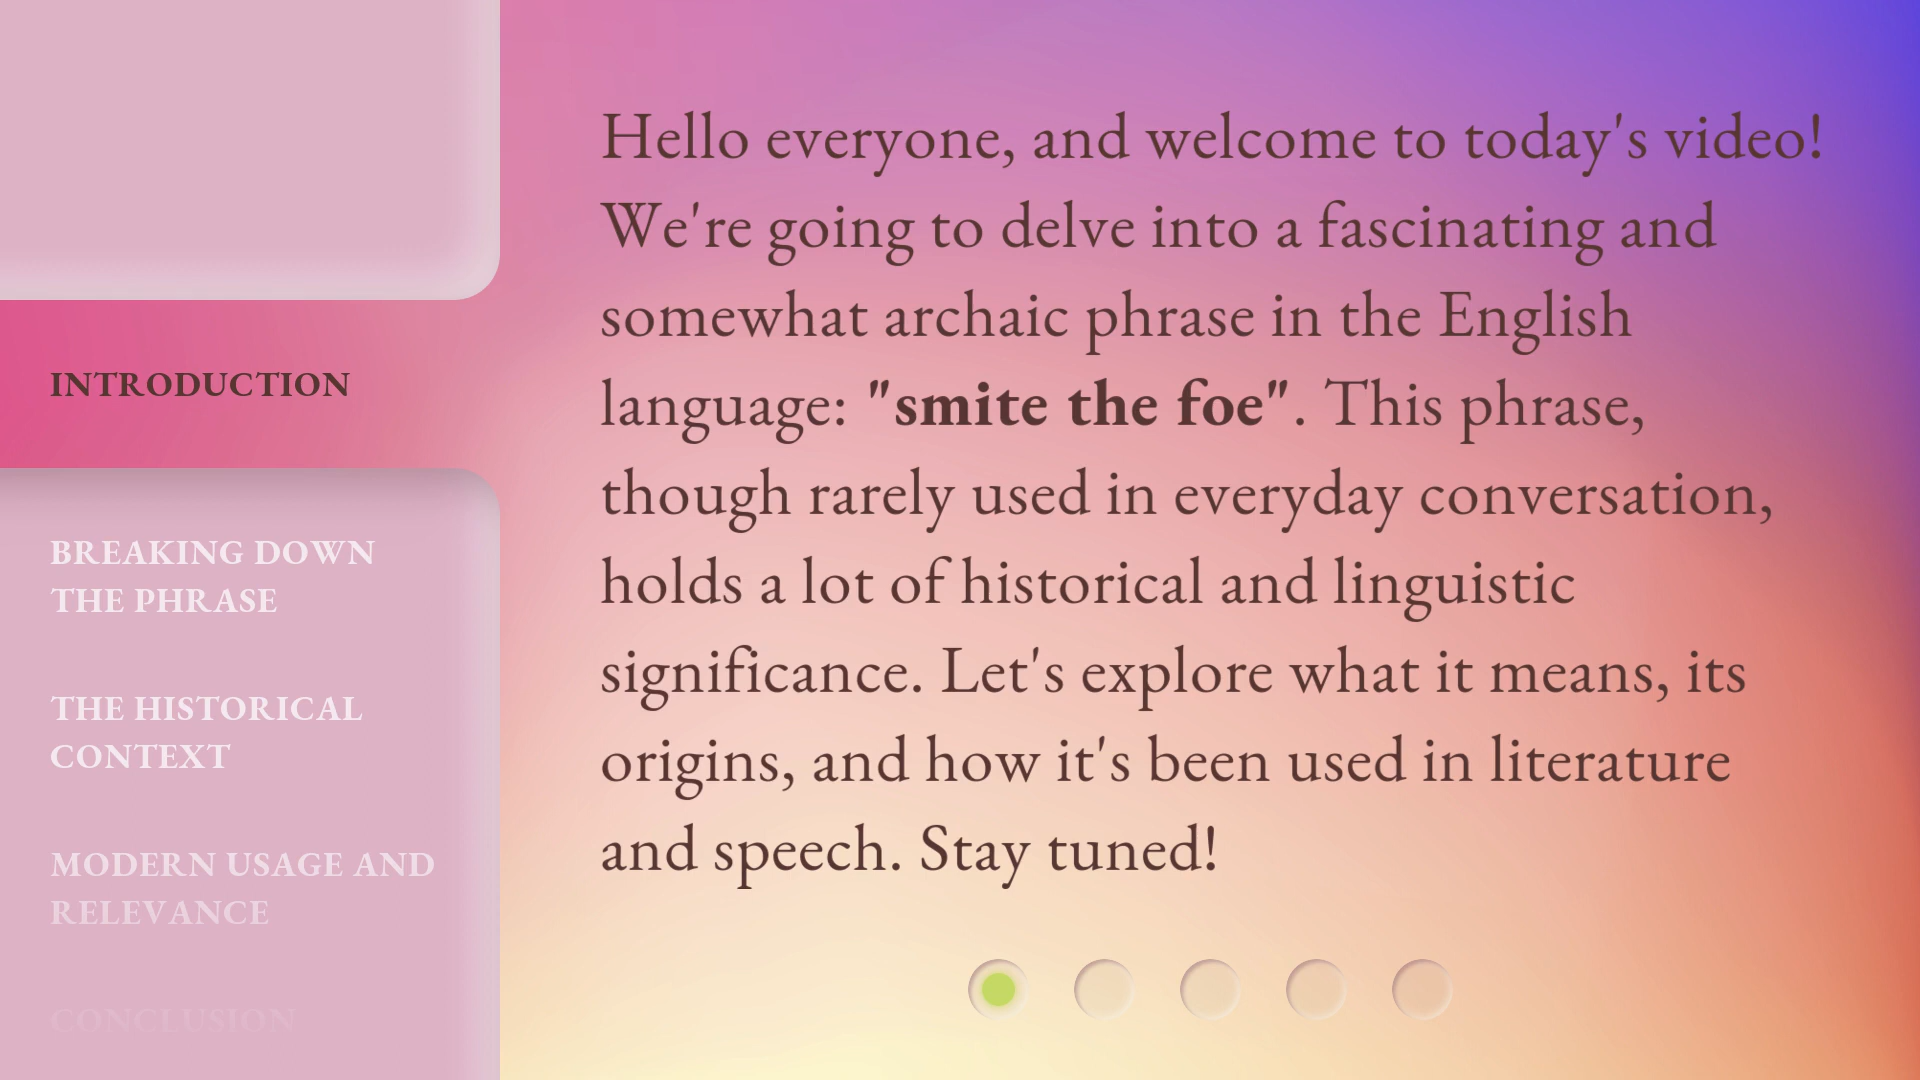 INTRODUCTION
BREAKING DOWN
THE PHRASE
THE HISTORICAL
CONTEXT
MODERN USAGE AND
RELEVANCE
CONCLUSION
Hello everyone, and welcome to today's video!
We're going to delve into a fascinating and
somewhat archaic phrase in the English
language: "smite the foe". This phrase,
though rarely used in everyday conversation,
holds a lot of historical and linguistic
significance. Let's explore what it means, its
origins, and how it's been used in literature
and speech. Stay tuned!